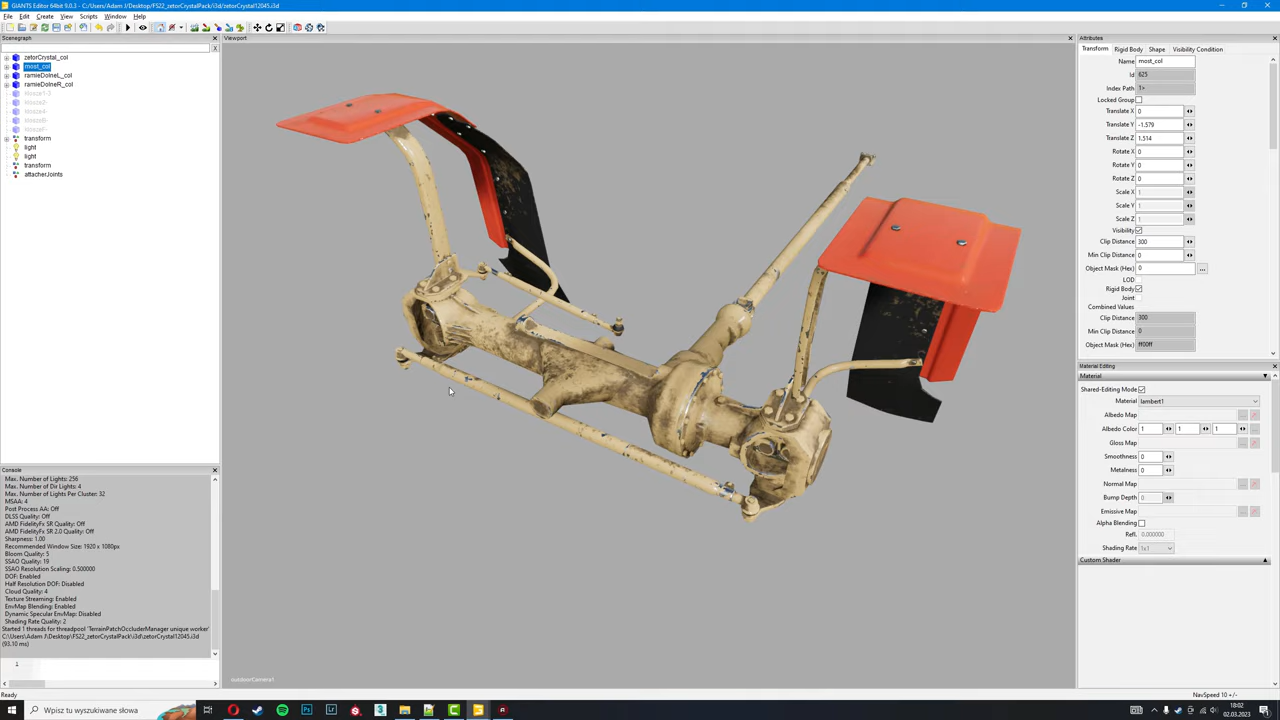 GIANTS Editor 64bit 9.0.3 - C:/Users/Adam J/Desktop/FS22_zetorCrystalPack/i3d/zetorCrystal12045.i3d
File Edit Create View Scripts Window Help
Scenegraph
X
zetorCrystal_col
most_col
ramieDolneL_col
ramieDolneR_col
transform
light
light
transform
attacherJoints
Console
Max. Number of Lights: 256
Max. Number of Dir Lights: 4
Max. Number of Lights Per Cluster: 32
MSAA: 4
Post Process AA: Off
DLSS Quality: Off
AMD FidelityFx SR Quality: Off
AMD FidelityFx SR 2.0 Quality: Off
Sharpness: 1.00
Recommended Window Size: 1920 x 1080px
Bloom Quality: 5
SSAO Quality: 19
SSAO Resolution Scaling: 0.500000
DOF: Enabled
Half Resolution DOF: Disabled
Cloud Quality: 4
Texture Streaming: Enabled
EnvMap Blending: Enabled
Dynamic Specular EnvMap: Disabled
Shading Rate Quality: 2
Started 1 threads for threadpool 'TerrainPatchOccluderManager unique worker'
C:/Users/Adam J/Desktop/FS22_zetorCrystalPack/i3d/zetorCrystal12045.i3d
(93.10 ms)
1
Ready
Viewport
outdoorCamera1
Attributes
Transform Rigid Body Shape Visibility Condition
Name most_col
Id 625
Index Path 1>
Locked Group
Translate X 0
Translate Y -1.579
Translate Z 1.514
Rotate X 0
Rotate Y 0
Rotate Z 0
Scale X 1
Scale Y 1
Scale Z 1
Visibility
Clip Distance 300
Min Clip Distance 0
Object Mask (Hex) 0 ...
LOD
Rigid Body
Joint
Combined Values
Clip Distance 300
Min Clip Distance 0
Object Mask (Hex) ff00ff
Material Editing
Material
Shared-Editing Mode
Material lambert1
Albedo Map
Albedo Color 1 1 1
Gloss Map
Smoothness 0
Metalness 0
Normal Map
Bump Depth 0
Emissive Map
Alpha Blending
Refl. 0.000000
Shading Rate 1x1
Custom Shader
NavSpeed 10 +/-
Wpisz tu wyszukiwane słowa
18:02
02.03.2023